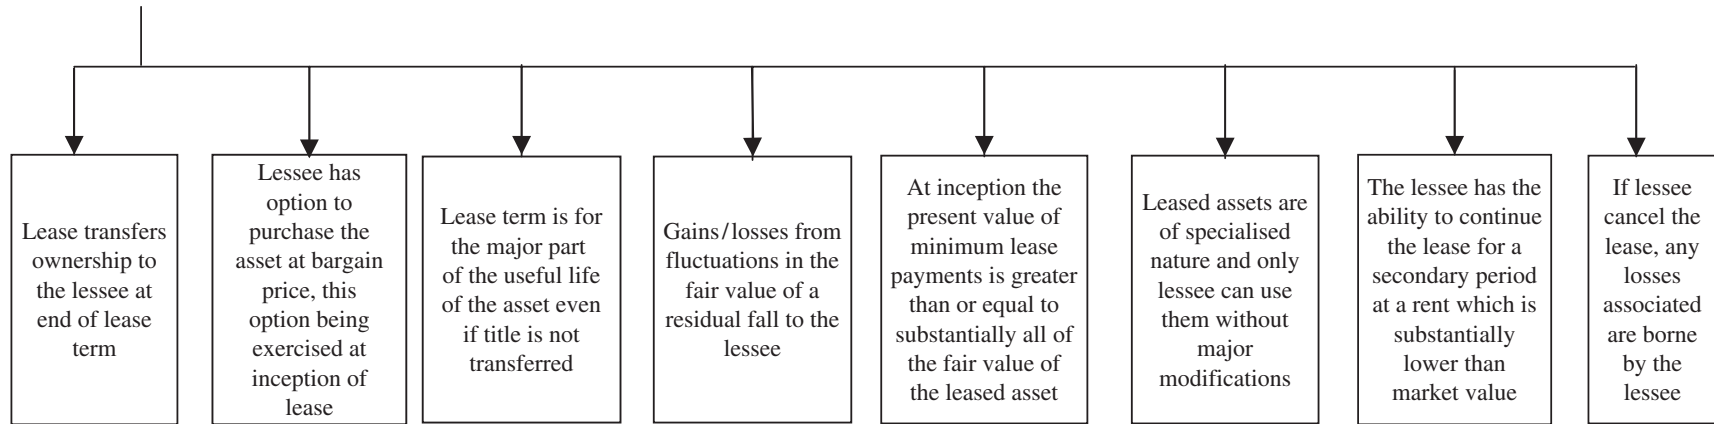 Lease transfers
ownership to
the lessee at
end of lease
term
Lessee has
option to
purchase the
asset at bargain
price, this
option being
exercised at
inception of
lease
Lease term is for
the major part
of the useful life
of the asset even
if title is not
transferred
Gains/losses from
fluctuations in the
fair value of a
residual fall to the
lessee
At inception the
present value of
minimum lease
payments is greater
than or equal to
substantially all of
the fair value of
the leased asset
Leased assets are
of specialised
nature and only
lessee can use
them without
major
modifications
The lessee has the
ability to continue
the lease for a
secondary period
at a rent which is
substantially
lower than
market value
If lessee
cancel the
lease, any
losses
associated
are borne
by the
lessee